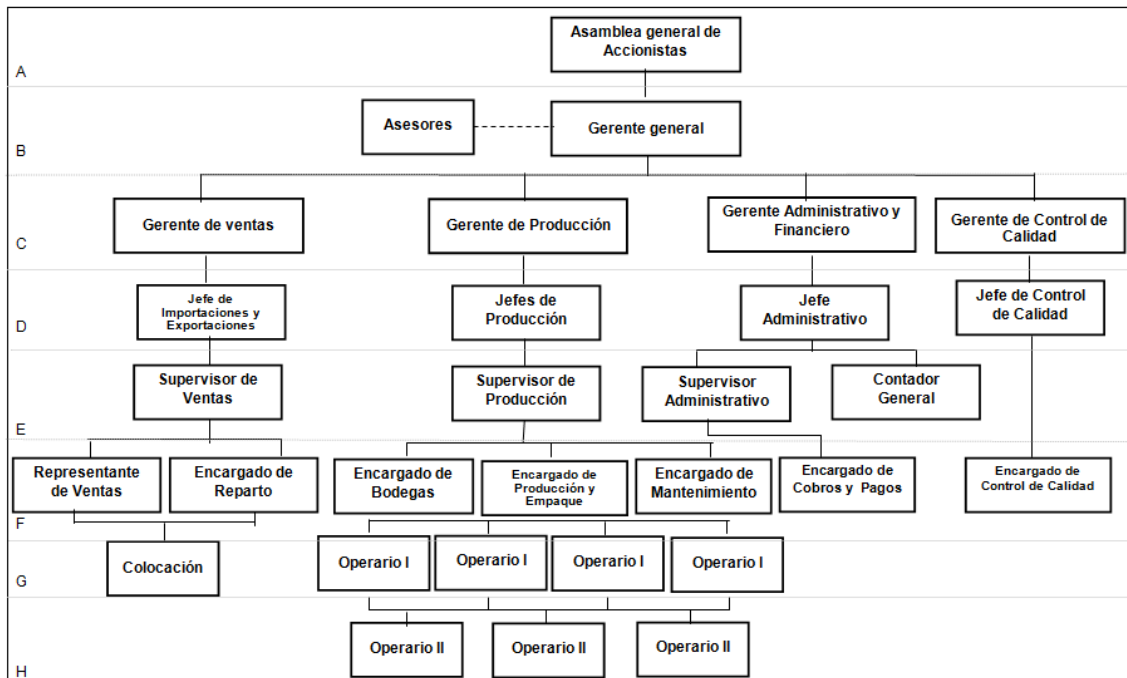 Asamblea general de
Accionistas
A
Asesores
Gerente general
B
Gerente de ventas
Gerente de Producción
Gerente Administrativo y
Financiero
Gerente de Control de
Calidad
C
Jefe de
Importaciones y
Exportaciones
Jefes de
Producción
Jefe
Administrativo
Jefe de Control
de Calidad
D
Supervisor de
Ventas
Supervisor de
Producción
Supervisor
Administrativo
Contador
General
E
Representante
de Ventas
Encargado de
Reparto
Encargado de
Bodegas
Encargado de
Producción y
Empaque
Encargado de
Mantenimiento
Encargado de
Cobros y Pagos
Encargado de
Control de Calidad
F
Colocación
Operario I
Operario I
Operario I
Operario I
G
Operario II
Operario II
Operario II
H